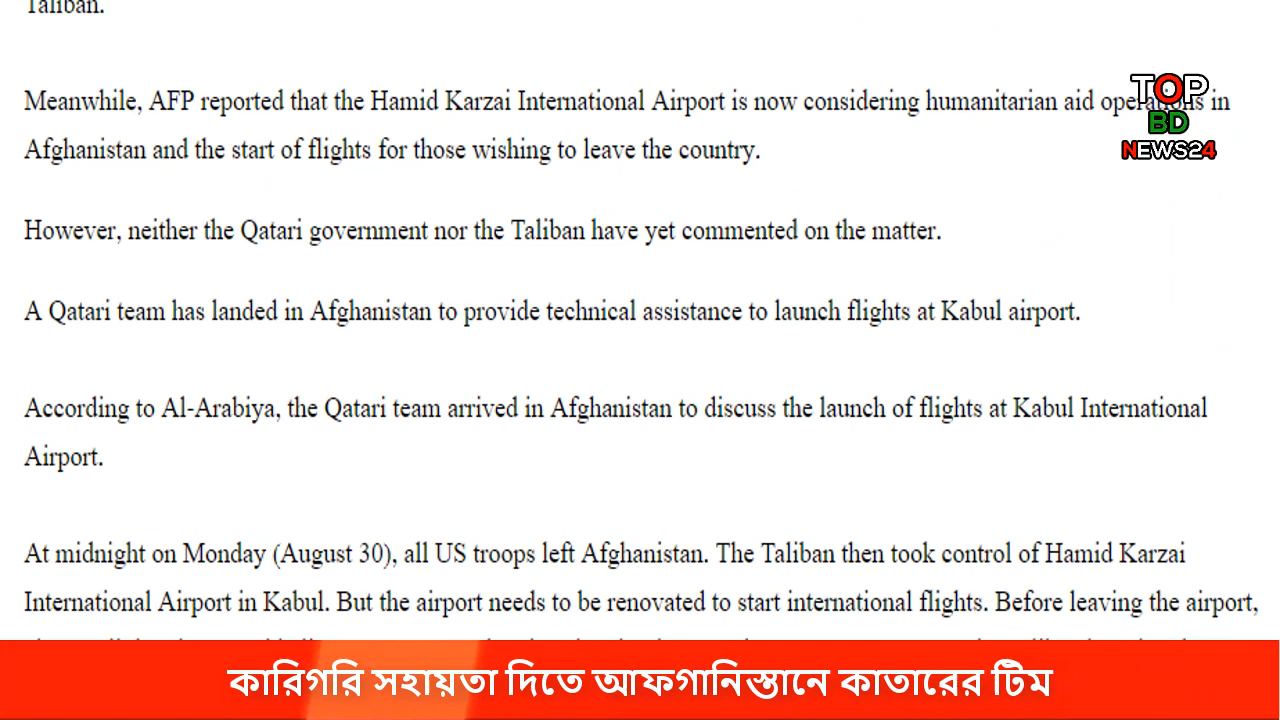 Taliban.
Meanwhile, AFP reported that the Hamid Karzai International Airport is now considering humanitarian aid operations in
Afghanistan and the start of flights for those wishing to leave the country.
However, neither the Qatari government nor the Taliban have yet commented on the matter.
A Qatari team has landed in Afghanistan to provide technical assistance to launch flights at Kabul airport.
According to Al-Arabiya, the Qatari team arrived in Afghanistan to discuss the launch of flights at Kabul International
Airport.
At midnight on Monday (August 30), all US troops left Afghanistan. The Taliban then took control of Hamid Karzai
International Airport in Kabul. But the airport needs to be renovated to start international flights. Before leaving the airport,
TOP
BD
NEWS24
কারিগরি সহায়তা দিতে আফগানিস্তানে কাতারের টিম